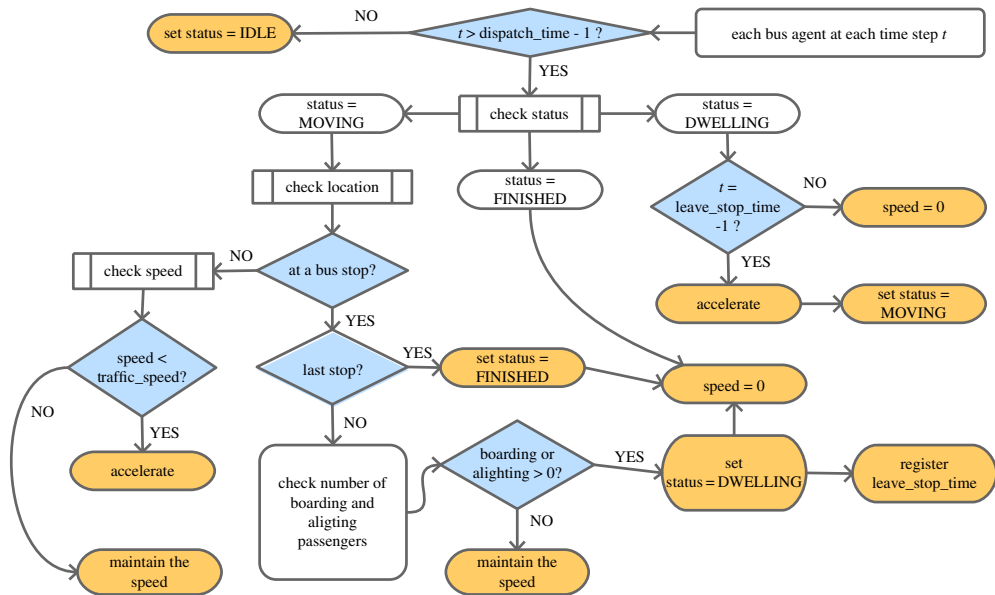 NO
set status = IDLE
t > dispatch_time - 1 ?
each bus agent at each time step t
YES
status =
MOVING
check status
status =
DWELLING
check location
status =
FINISHED
t =
leave_stop_time
-1 ?
NO
speed = 0
NO
at a bus stop?
check speed
YES
accelerate
set status =
MOVING
YES
speed <
traffic_speed?
last stop?
YES
set status =
FINISHED
speed = 0
NO
YES
NO
accelerate
check number of
boarding and
aligting
passengers
boarding or
alighting > 0?
YES
set
status = DWELLING
register
leave_stop_time
NO
maintain the
speed
maintain the
speed